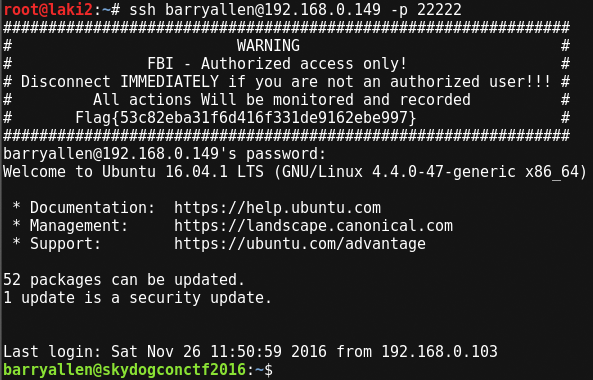 root@laki2:~# ssh barryallen@192.168.0.149 -p 22222
###############################################################
#                         WARNING                             #
#               FBI - Authorized access only!                 #
# Disconnect IMMEDIATELY if you are not an authorized user!!! #
#         All actions Will be monitored and recorded          #
#       Flag{53c82eba31f6d416f331de9162ebe997}                #
###############################################################
barryallen@192.168.0.149's password:
Welcome to Ubuntu 16.04.1 LTS (GNU/Linux 4.4.0-47-generic x86_64)

 * Documentation:  https://help.ubuntu.com
 * Management:     https://landscape.canonical.com
 * Support:        https://ubuntu.com/advantage

52 packages can be updated.
1 update is a security update.


Last login: Sat Nov 26 11:50:59 2016 from 192.168.0.103
barryallen@skydogconctf2016:~$